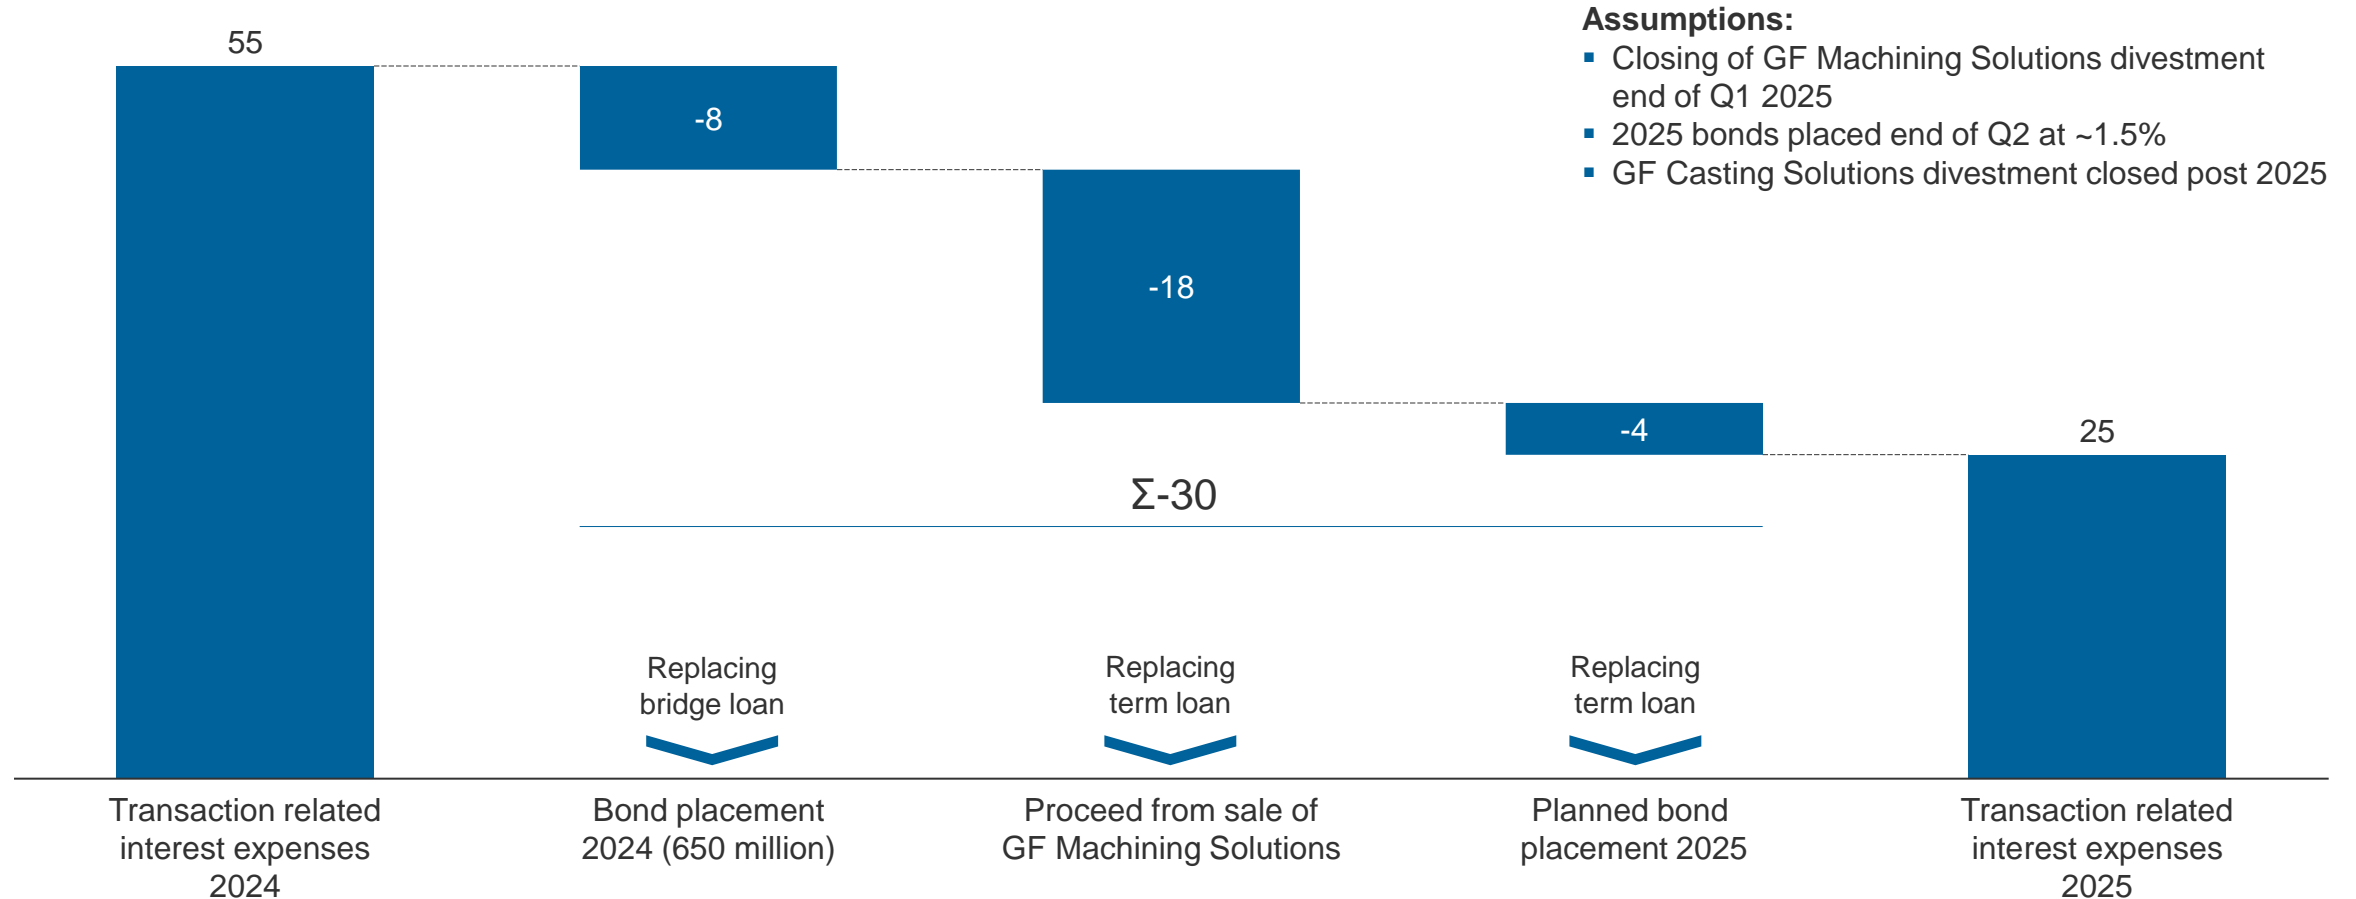 Assumptions:
▪ Closing of GF Machining Solutions divestment
end of Q1 2025
▪ 2025 bonds placed end of Q2 at ~1.5%
▪ GF Casting Solutions divestment closed post 2025
55
-8
-18
-4
25
Σ-30
Replacing
bridge loan
Replacing
term loan
Replacing
term loan
Transaction related
interest expenses
2024
Bond placement
2024 (650 million)
Proceed from sale of
GF Machining Solutions
Planned bond
placement 2025
Transaction related
interest expenses
2025